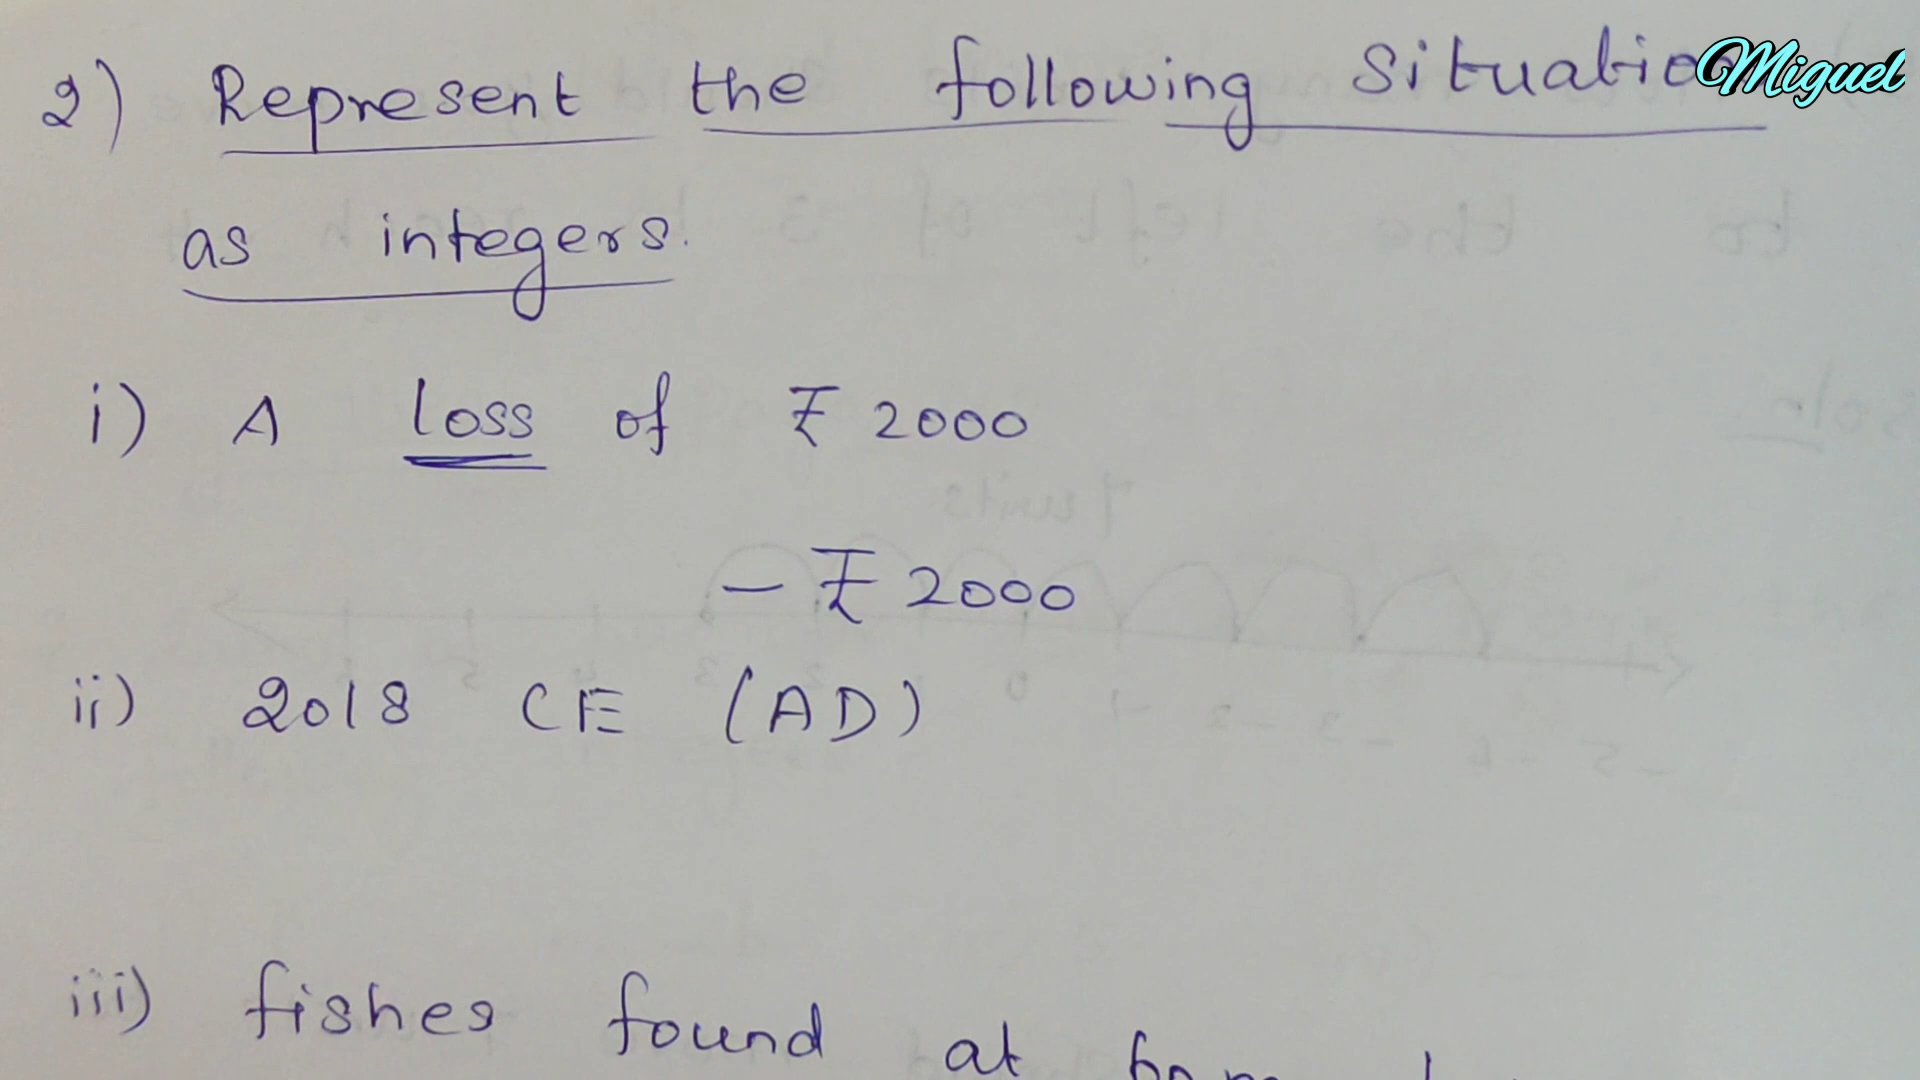 2) Represent the following situation
Miguel
as integers.
i) A loss of ₹ 2000
- ₹ 2000
ii) 2018 CE (AD)
iii) fishes found at